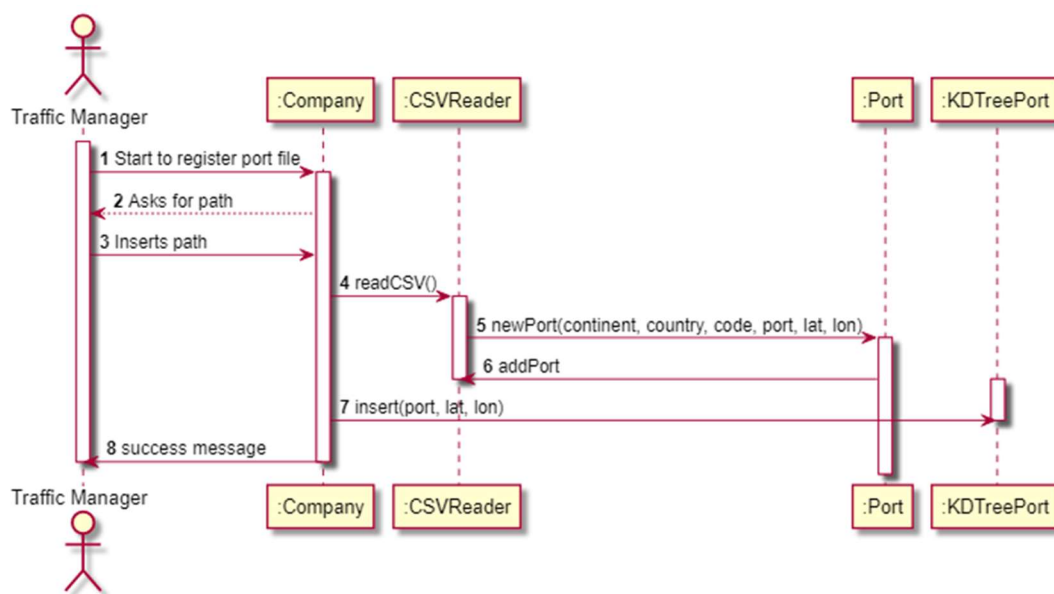 Traffic Manager
:Company
:CSVReader
:Port
:KDTreePort
1 Start to register port file
2 Asks for path
3 Inserts path
4 readCSV()
5 newPort(continent, country, code, port, lat, lon)
6 addPort
7 insert(port, lat, lon)
8 success message
Traffic Manager
:Company
:CSVReader
:Port
:KDTreePort